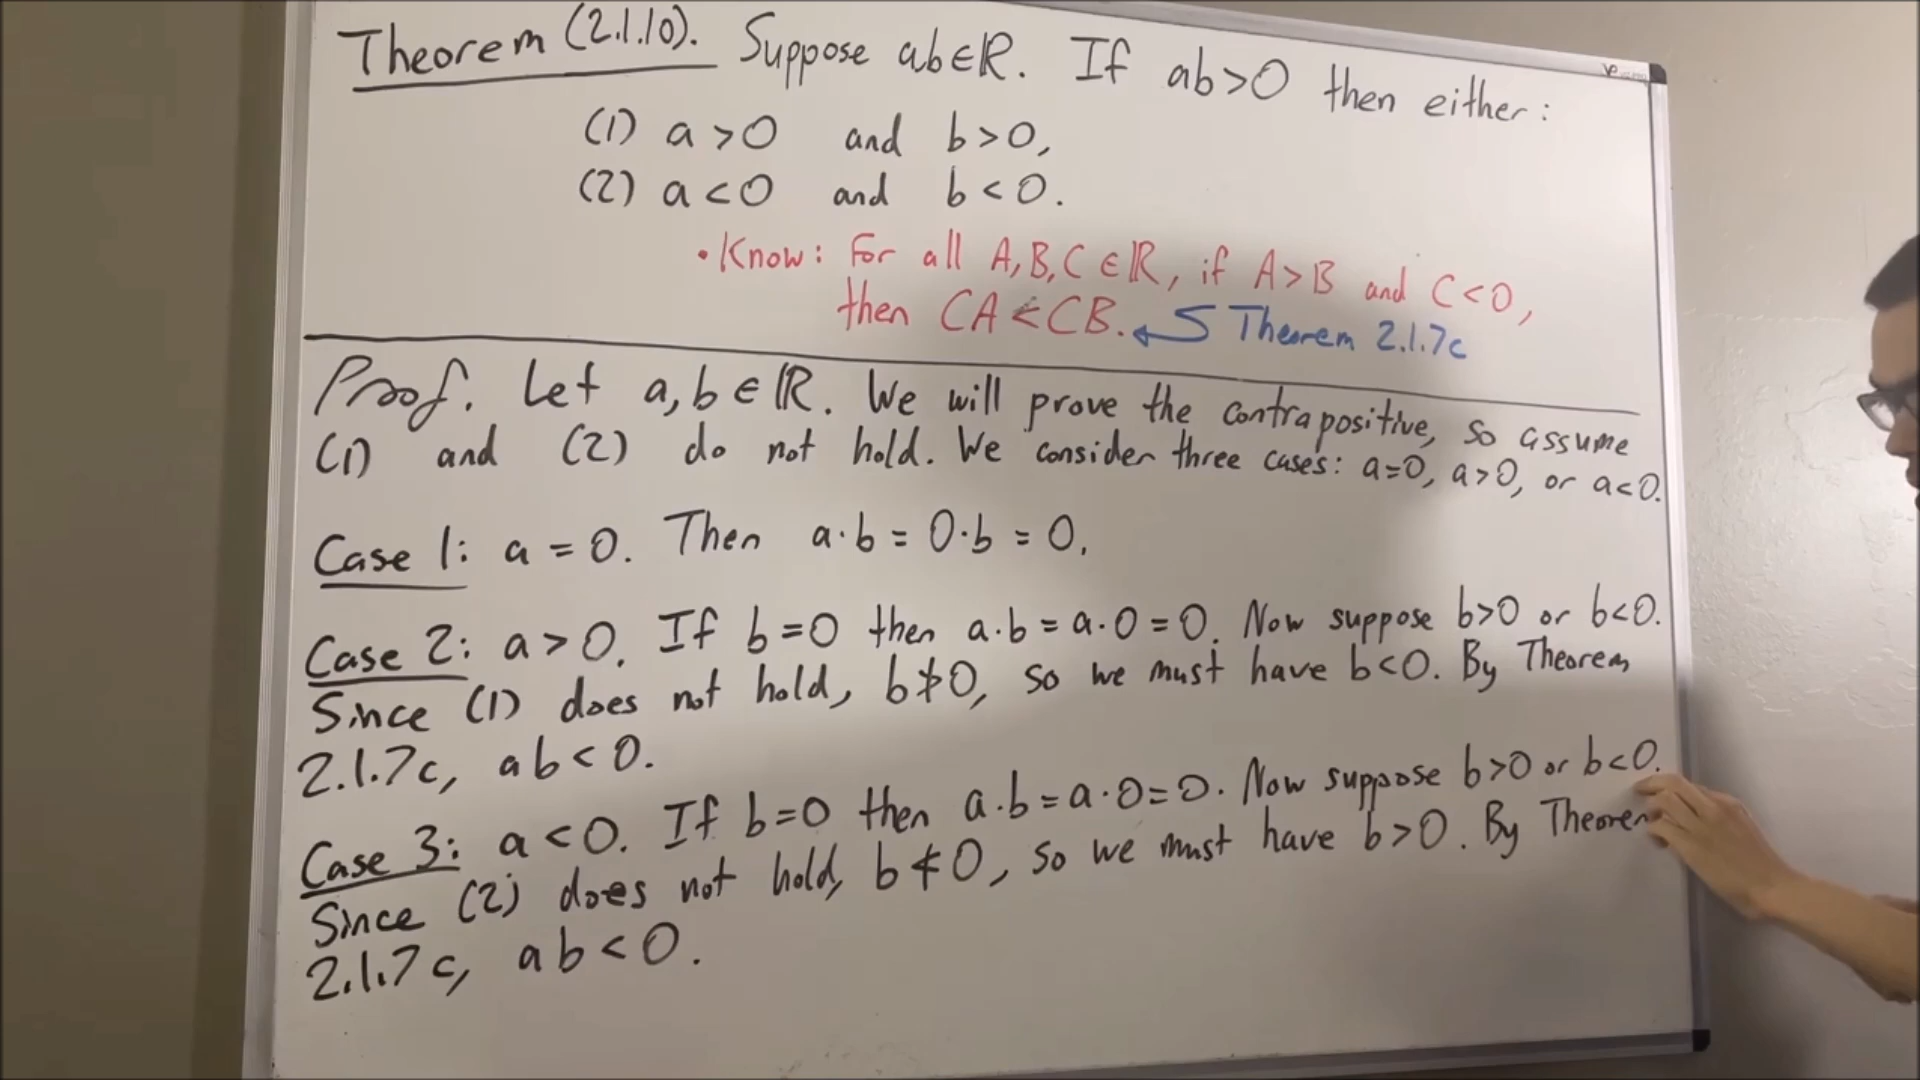 Theorem (2.1.10). Suppose ab∈ℝ. If ab>0 then either:
(1) a>0 and b>0,
(2) a<0 and b<0.
• Know: For all A,B,C∈ℝ, if A>B and C<0,
then CA<CB. Theorem 2.1.7c
Proof. Let a,b∈ℝ. We will prove the contrapositive, so assume
(1) and (2) do not hold. We consider three cases: a=0, a>0, or a<0.
Case 1: a=0. Then a·b=0·b=0.
Case 2: a>0. If b=0 then a·b=a·0=0. Now suppose b>0 or b<0.
Since (1) does not hold, b≯0, so we must have b<0. By Theorem
2.1.7c, ab<0.
Case 3: a<0. If b=0 then a·b=a·0=0. Now suppose b>0 or b<0.
Since (2) does not hold, b≮0, so we must have b>0. By Theorem
2.1.7c, ab<0.